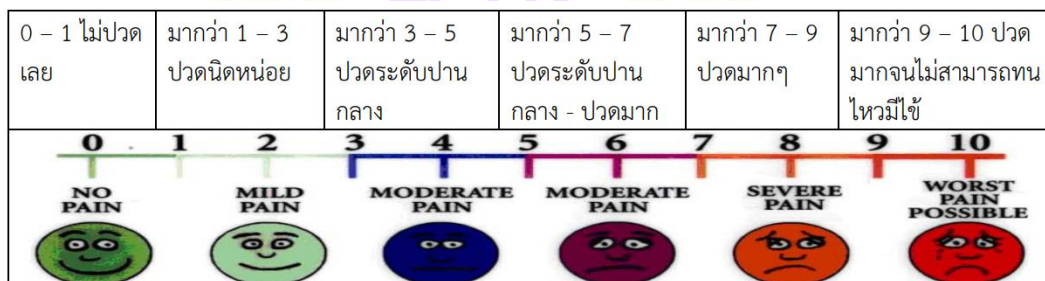 0 – 1 ไม่ปวด
เลย
มากว่า 1 – 3
ปวดนิดหน่อย
มากว่า 3 – 5
ปวดระดับปาน
กลาง
มากว่า 5 – 7
ปวดระดับปาน
กลาง - ปวดมาก
มากว่า 7 – 9
ปวดมากๆ
มากว่า 9 – 10 ปวด
มากจนไม่สามารถทน
ไหวมีไข้
0 1 2 3 4 5 6 7 8 9 10
NO
PAIN
MILD
PAIN
MODERATE
PAIN
MODERATE
PAIN
SEVERE
PAIN
WORST
PAIN
POSSIBLE